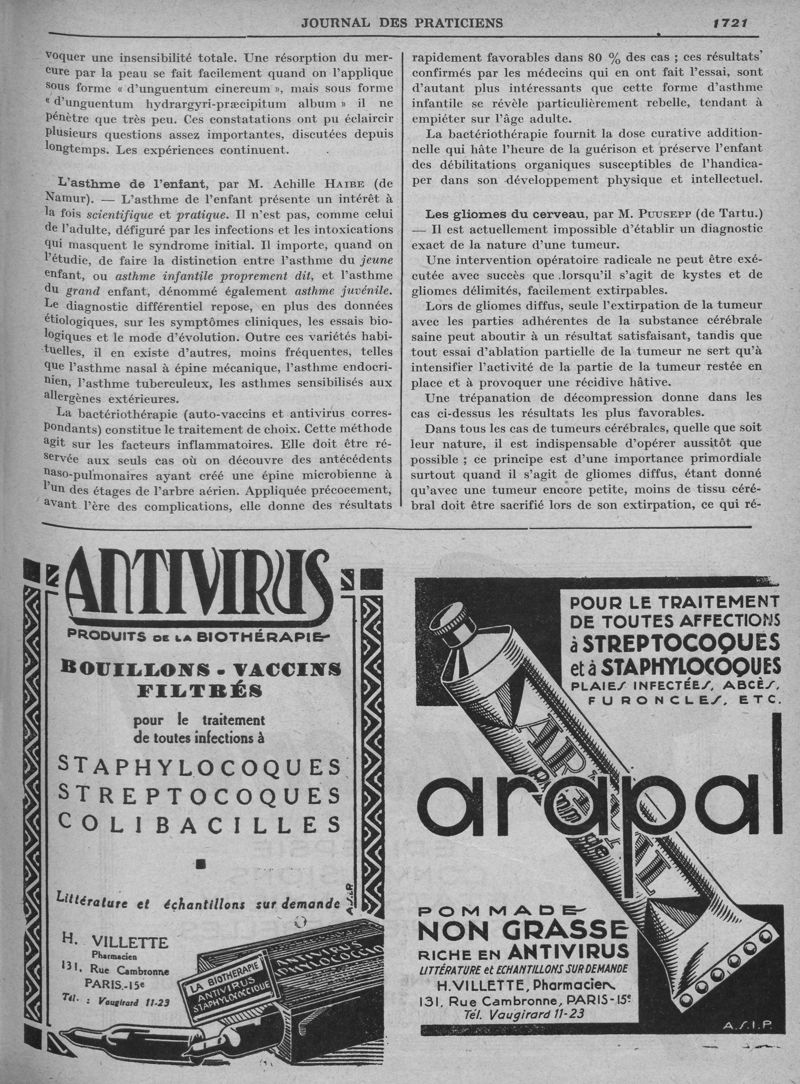 JOURNAL DES PRATICIENS
1721
voquer une insensibilité totale. Une résorption du mer-
cure par la peau se fait facilement quand on l'applique
sous forme « d'unguentum einereum », mais sous forme
« d'unguentum hydrargyri-præcipitum album » il ne
pénètre que très peu. Ces constatations ont pu éclaircir
plusieurs questions assez importantes, discutées depuis
longtemps. Les expériences continuent.
L'asthme de l'enfant, par M. Achille HAIBE (de
Namur). — L'asthme de l'enfant présente un intérêt à
la fois scientifique et pratique. Il n'est pas, comme celui
de l'adulte, défiguré par les infections et les intoxications
qui masquent le syndrome initial. Il importe, quand on
l'étudie, de faire la distinction entre l'asthme du jeune
enfant, ou asthme infantile proprement dit, et l'asthme
du grand enfant, dénommé également asthme juvénile.
Le diagnostic différentiel repose, en plus des données
étiologiques, sur les symptômes cliniques, les essais bio-
logiques et le mode d'évolution. Outre ces variétés habi-
tuelles, il en existe d'autres, moins fréquentes, telles
que l'asthme nasal à épine mécanique, l'asthme endocri-
nien, l'asthme tuberculeux, les asthmes sensibilisés aux
allergènes extérieures.
La bactériothérapie (auto-vaccins et antivirus corres-
pondants) constitue le traitement de choix. Cette méthode
agit sur les facteurs inflammatoires. Elle doit être ré-
servée aux seuls cas où on découvre des antécédents
naso-pulmonaires ayant créé une épine microbienne à
l'un des étages de l'arbre aérien. Appliquée précocement,
avant l'ère des complications, elle donne des résultats
rapidement favorables dans 80 % des cas ; ces résultats
confirmés par les médecins qui en ont fait l'essai, sont
d'autant plus intéressants que cette forme d'asthme
infantile se révèle particulièrement rebelle, tendant à
empiéter sur l'âge adulte.
La bactériothérapie fournit la dose curative addition-
nelle qui hâte l'heure de la guérison et préserve l'enfant
des débilitations organiques susceptibles de l'handica-
per dans son développement physique et intellectuel.
Les gliomes du cerveau, par M. PUUSEPP (de Tartu.)
— Il est actuellement impossible d'établir un diagnostic
exact de la nature d'une tumeur.
Une intervention opératoire radicale ne peut être exé-
cutée avec succès que lorsqu'il s'agit de kystes et de
gliomes délimités, facilement extirpables.
Lors de gliomes diffus, seule l'extirpation de la tumeur
avec les parties adhérentes de la substance cérébrale
saine peut aboutir à un résultat satisfaisant, tandis que
tout essai d'ablation partielle de la tumeur ne sert qu'à
intensifier l'activité de la partie de la tumeur restée en
place et à provoquer une récidive hâtive.
Une trépanation de décompression donne dans les
cas ci-dessus les résultats les plus favorables.
Dans tous les cas de tumeurs cérébrales, quelle que soit
leur nature, il est indispensable d'opérer aussitôt que
possible ; ce principe est d'une importance primordiale
surtout quand il s'agit de gliomes diffus, étant donné
qu'avec une tumeur encore petite, moins de tissu céré-
bral doit être sacrifié lors de son extirpation, ce qui ré-
ANTIVIRUS
PRODUITS DE LA BIOTHÉRAPIE
BOUILLONS - VACCINS
FILTRÉS
pour le traitement
de toutes infections à
STAPHYLOCOQUES
STREPTOCOQUES
COLIBACILLES
Littérature et échantillons sur demande
A.S.I.P.
H. VILLETTE
Pharmacien
131, Rue Cambronne
PARIS.-15e
Tél. : Vaugirard 11-23
LA BIOTHÉRAPIE
ANTIVIRUS
STAPHYLOCOCCIQUE
ANTIVIRUS
POUR LE TRAITEMENT
DE TOUTES AFFECTIONS
à STREPTOCOQUES
et à STAPHYLOCOQUES
PLAIES INFECTÉES, ABCÈS,
FURONCLES, ETC.
arapal
POMMADE
NON GRASSE
RICHE EN ANTIVIRUS
LITTÉRATURE et ECHANTILLONS SUR DEMANDE
H. VILLETTE, Pharmacien
131, Rue Cambronne, PARIS-15e
Tél. Vaugirard 11-23
A.S.I.P.